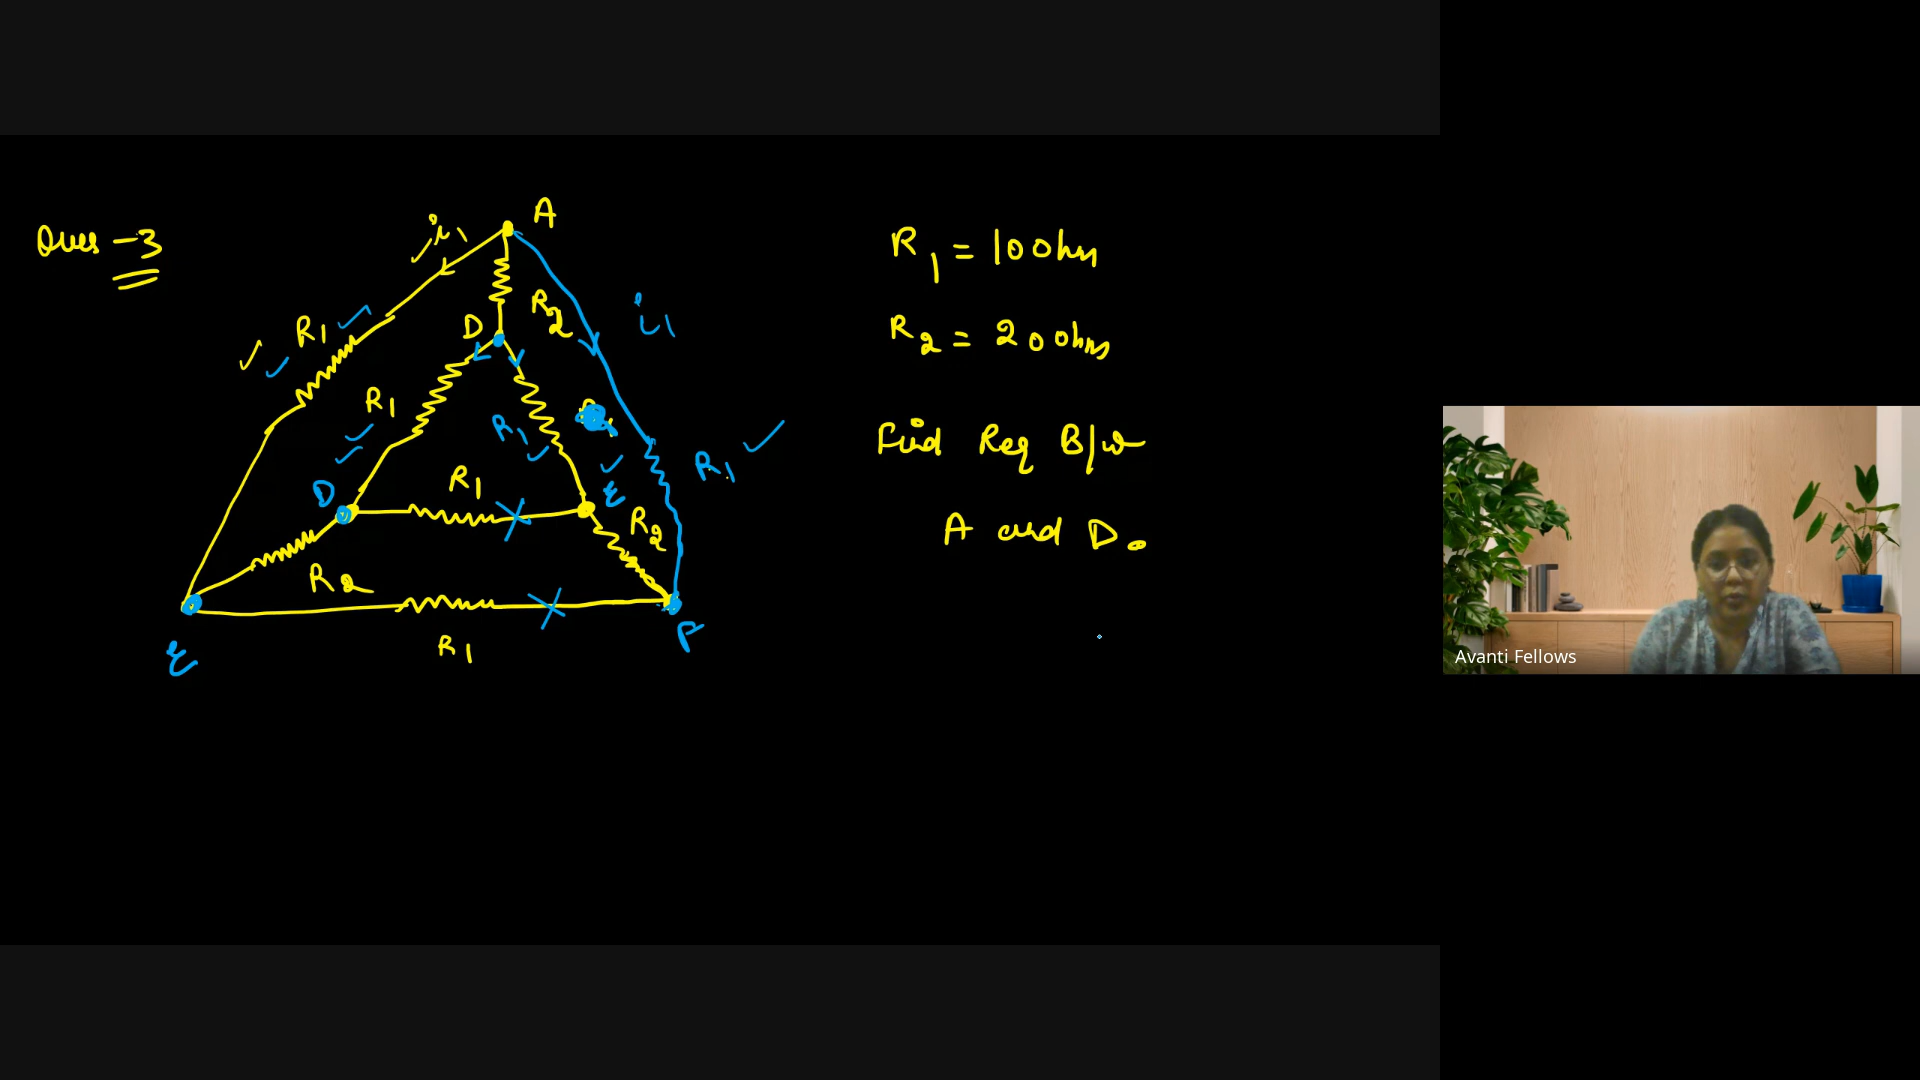 Ques -3
A
i1
R1
R2
D
i1
R1
R1
R1
R1
D
E
R2
R2
R1
E
F
R1 = 10 Ohm
R2 = 20 Ohm
Find Req B/w
A and D.
Avanti Fellows